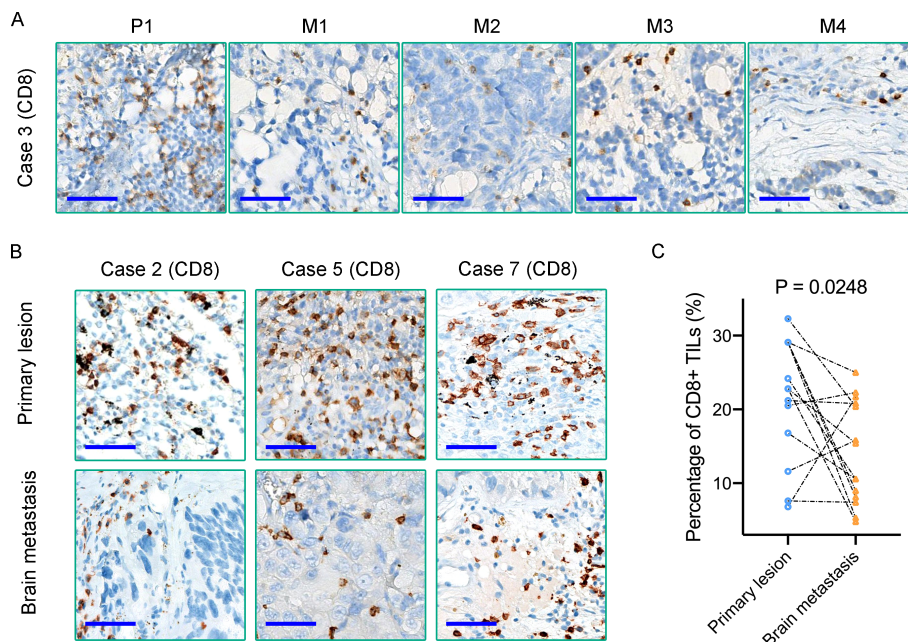 A
P1 M1 M2 M3 M4
Case 3 (CD8)
B
Case 2 (CD8) Case 5 (CD8) Case 7 (CD8)
Primary lesion
Brain metastasis
C
P = 0.0248
Percentage of CD8+ TILs (%)
30
20
10
Primary lesion
Brain metastasis